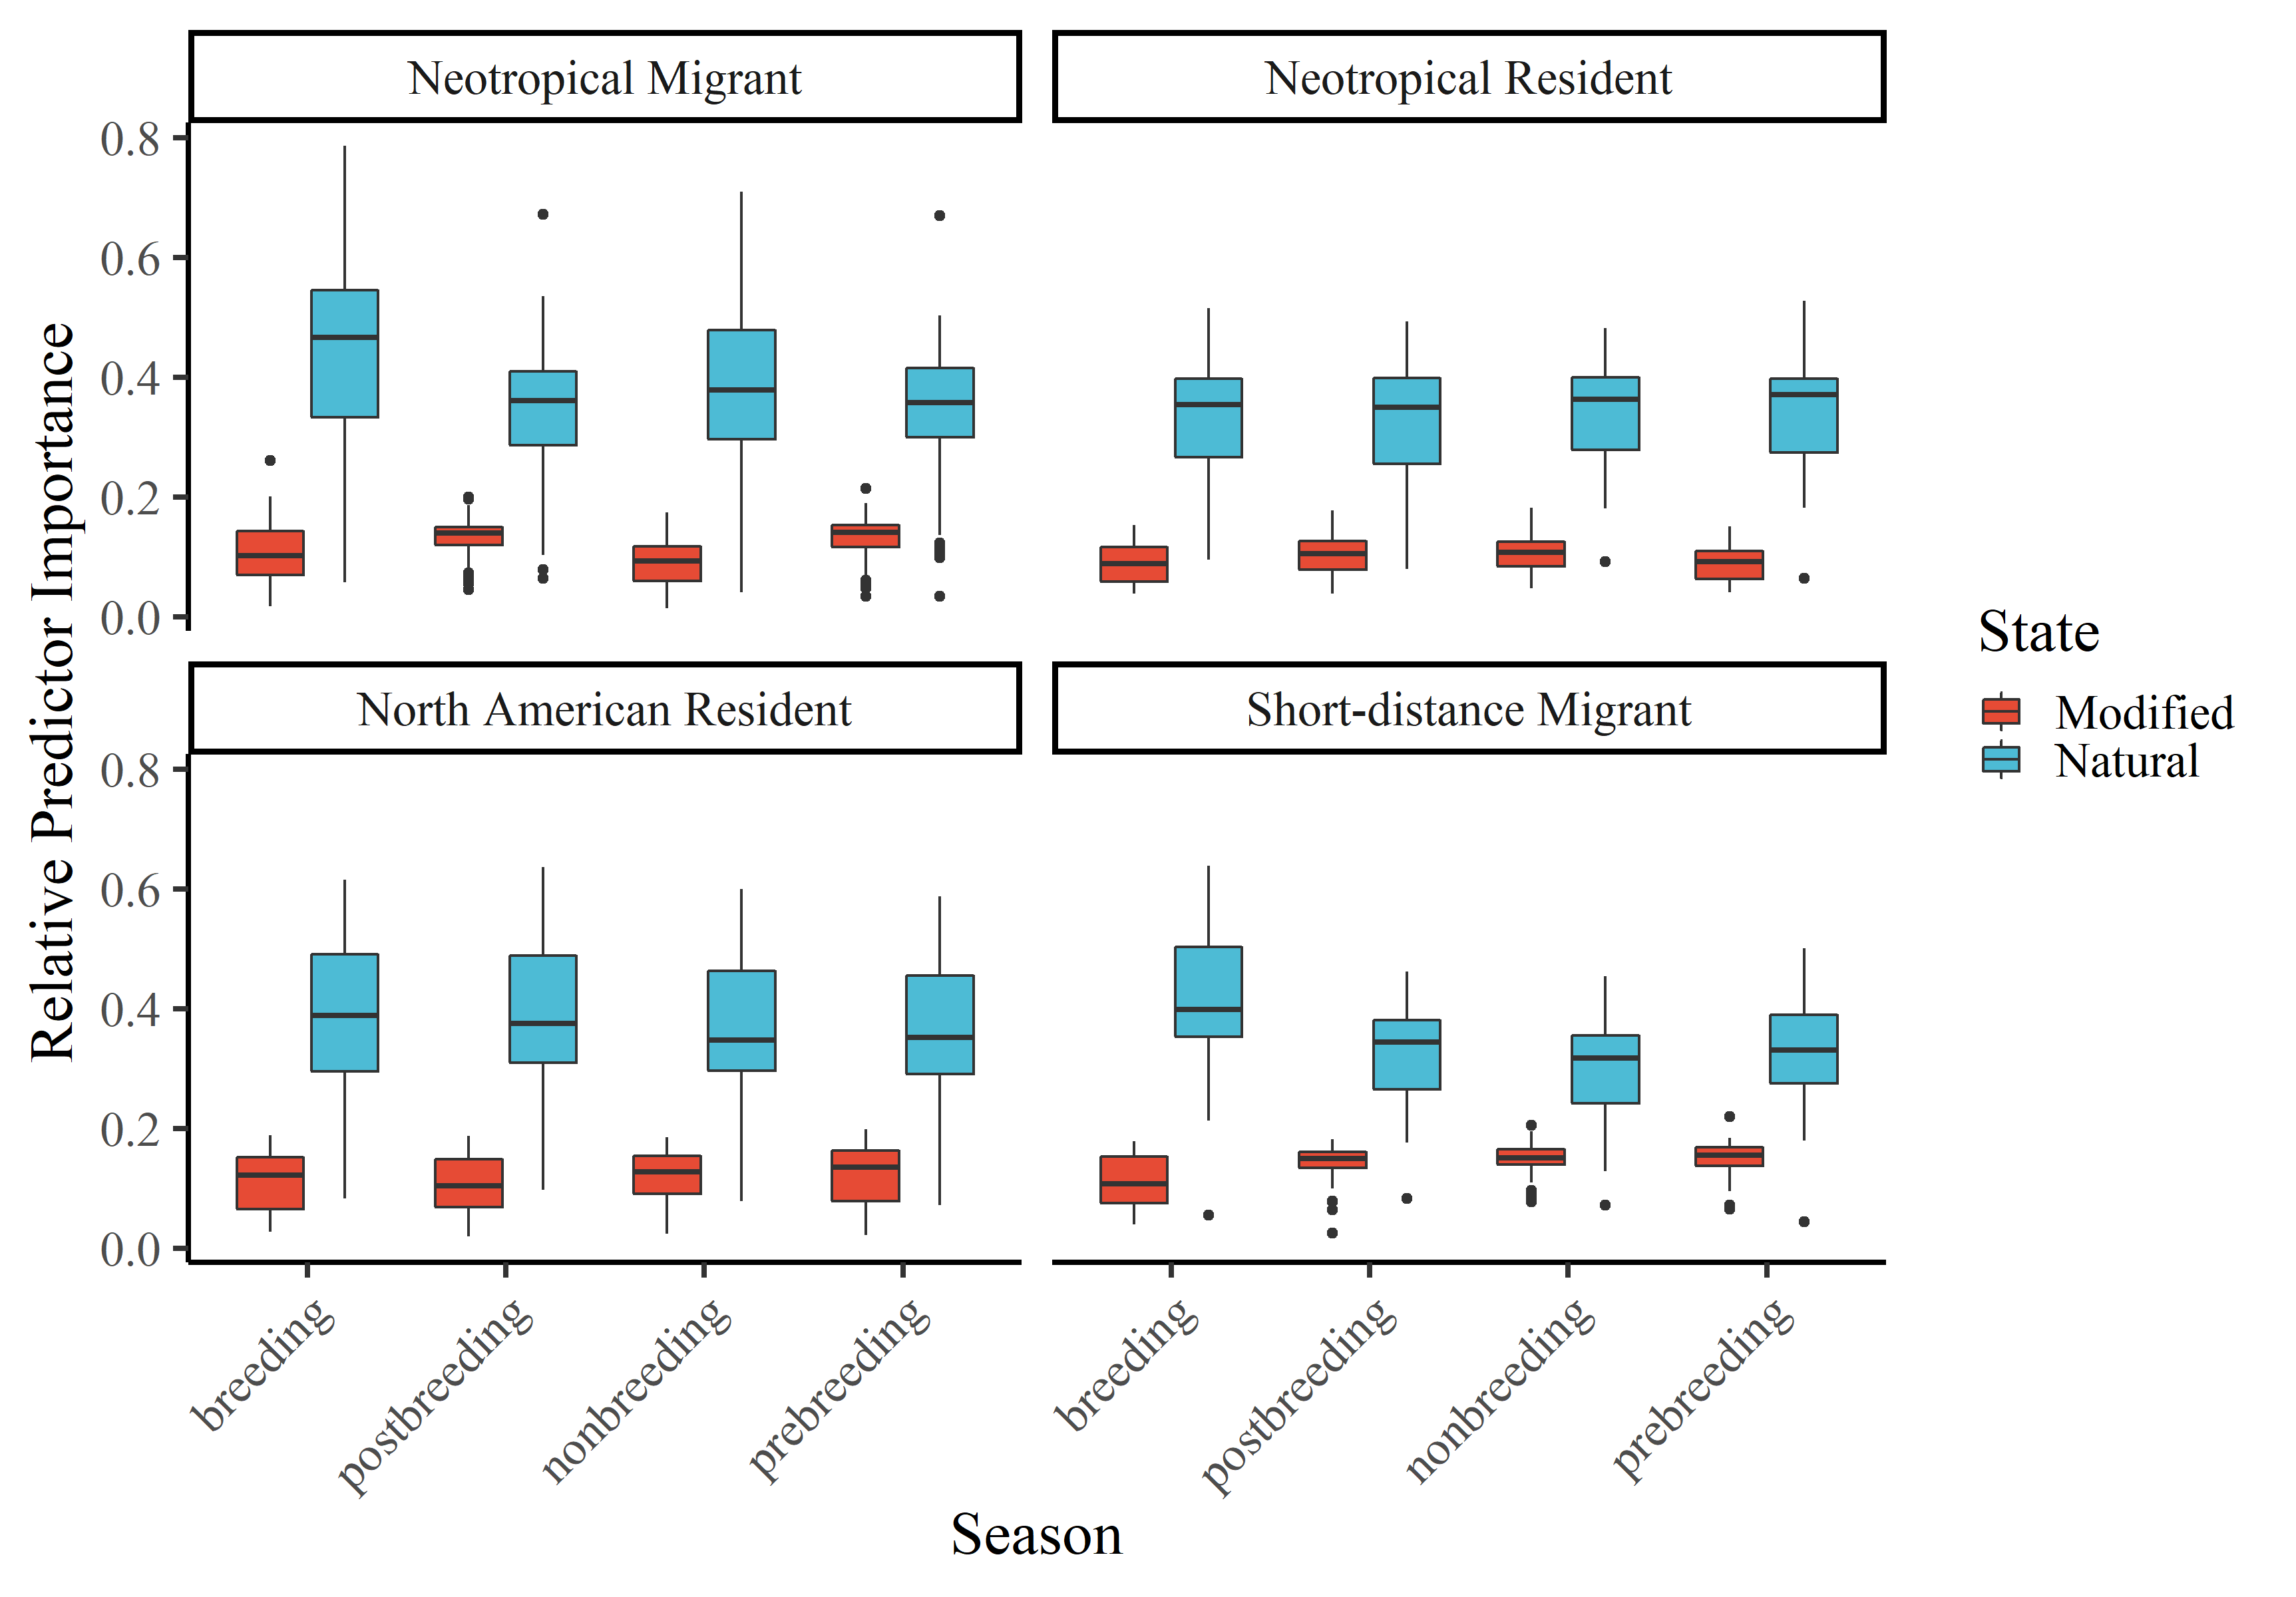 Neotropical Migrant
Neotropical Resident
0.8
0.6
0.4
0.2
0.0
North American Resident
Short-distance Migrant
0.8
0.6
0.4
0.2
0.0
Relative Predictor Importance
breeding
postbreeding
nonbreeding
prebreeding
breeding
postbreeding
nonbreeding
prebreeding
Season
State
Modified
Natural